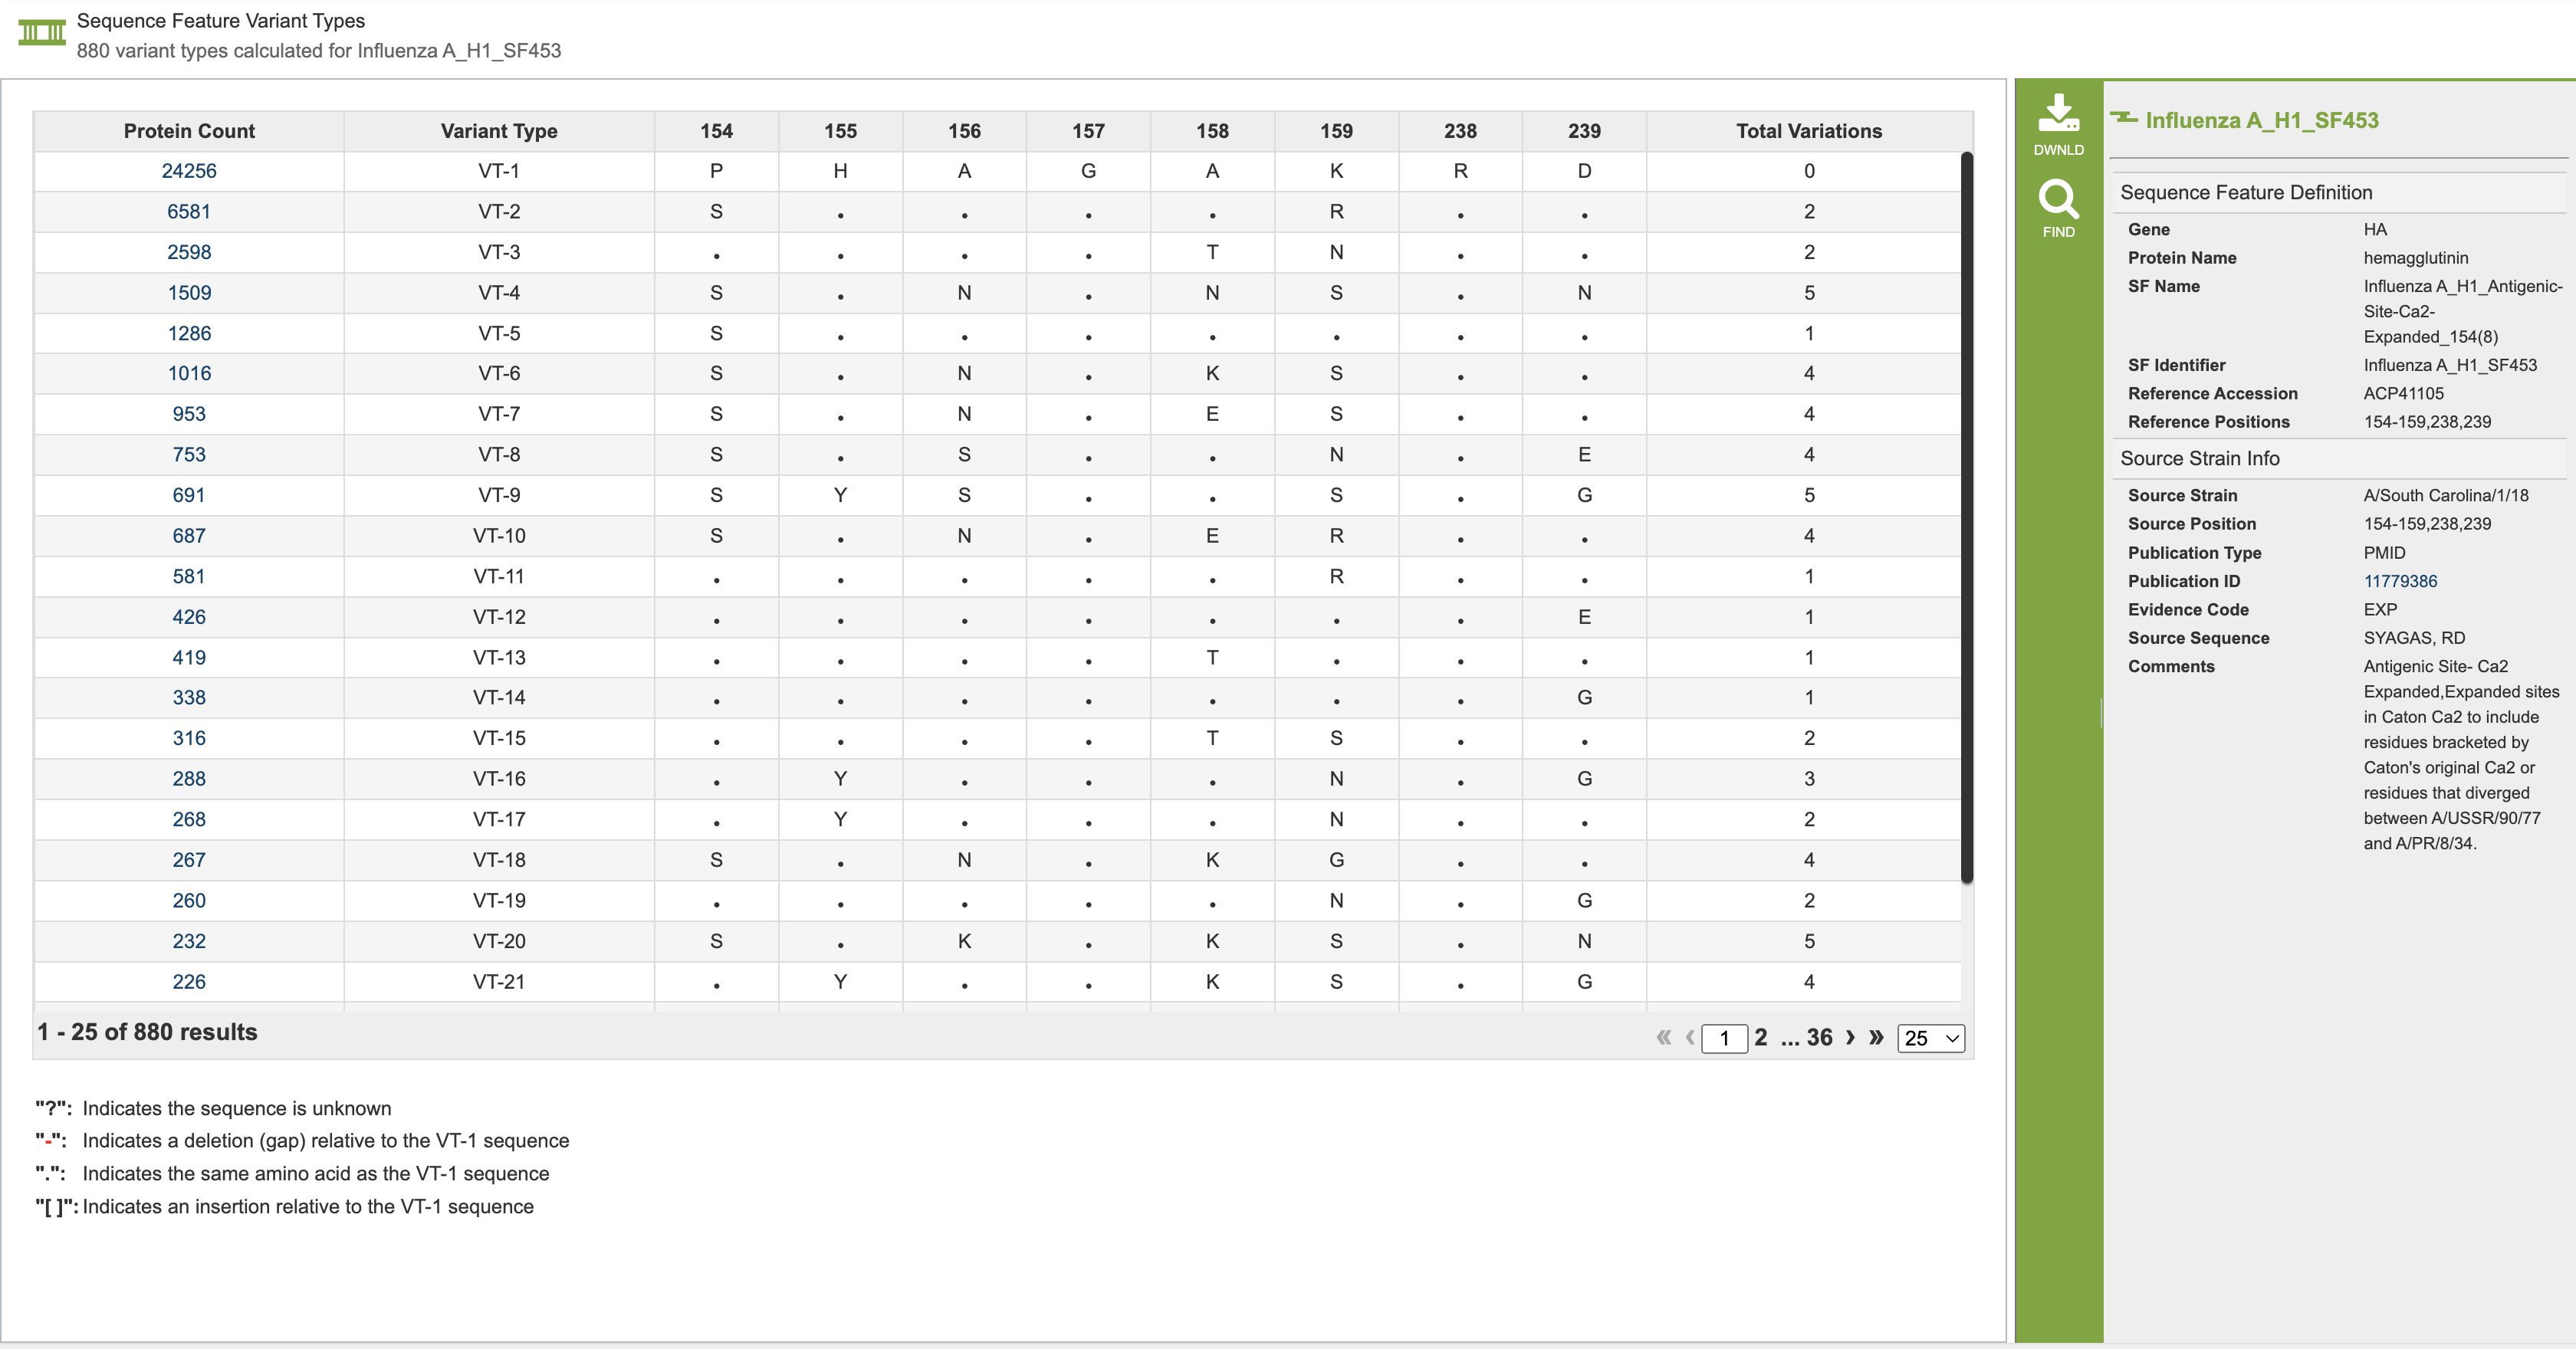 Sequence Feature Variant Types
880 variant types calculated for Influenza A_H1_SF453
Protein Count Variant Type 154 155 156 157 158 159 238 239 Total Variations
24256 VT-1 P H A G A K R D 0
6581 VT-2 S . . . . R . . 2
2598 VT-3 . . . . T N . . 2
1509 VT-4 S . N . N S . N 5
1286 VT-5 S . . . . . . . 1
1016 VT-6 S . N . K S . . 4
953 VT-7 S . N . E S . . 4
753 VT-8 S . S . . N . E 4
691 VT-9 S Y S . . S . G 5
687 VT-10 S . N . E R . . 4
581 VT-11 . . . . . R . . 1
426 VT-12 . . . . . . . E 1
419 VT-13 . . . . T . . . 1
338 VT-14 . . . . . . . G 1
316 VT-15 . . . . T S . . 2
288 VT-16 . Y . . . N . G 3
268 VT-17 . Y . . . N . . 2
267 VT-18 S . N . K G . . 4
260 VT-19 . . . . . N . G 2
232 VT-20 S . K . K S . N 5
226 VT-21 . Y . . K S . G 4
1 - 25 of 880 results
« ‹ 1 2 ... 36 › » 25
"?": Indicates the sequence is unknown
"-": Indicates a deletion (gap) relative to the VT-1 sequence
".": Indicates the same amino acid as the VT-1 sequence
"[ ]": Indicates an insertion relative to the VT-1 sequence
DWNLD
FIND
Influenza A_H1_SF453
Sequence Feature Definition
Gene HA
Protein Name hemagglutinin
SF Name Influenza A_H1_Antigenic-
Site-Ca2-
Expanded_154(8)
SF Identifier Influenza A_H1_SF453
Reference Accession ACP41105
Reference Positions 154-159,238,239
Source Strain Info
Source Strain A/South Carolina/1/18
Source Position 154-159,238,239
Publication Type PMID
Publication ID 11779386
Evidence Code EXP
Source Sequence SYAGAS, RD
Comments Antigenic Site- Ca2
Expanded,Expanded sites
in Caton Ca2 to include
residues bracketed by
Caton's original Ca2 or
residues that diverged
between A/USSR/90/77
and A/PR/8/34.